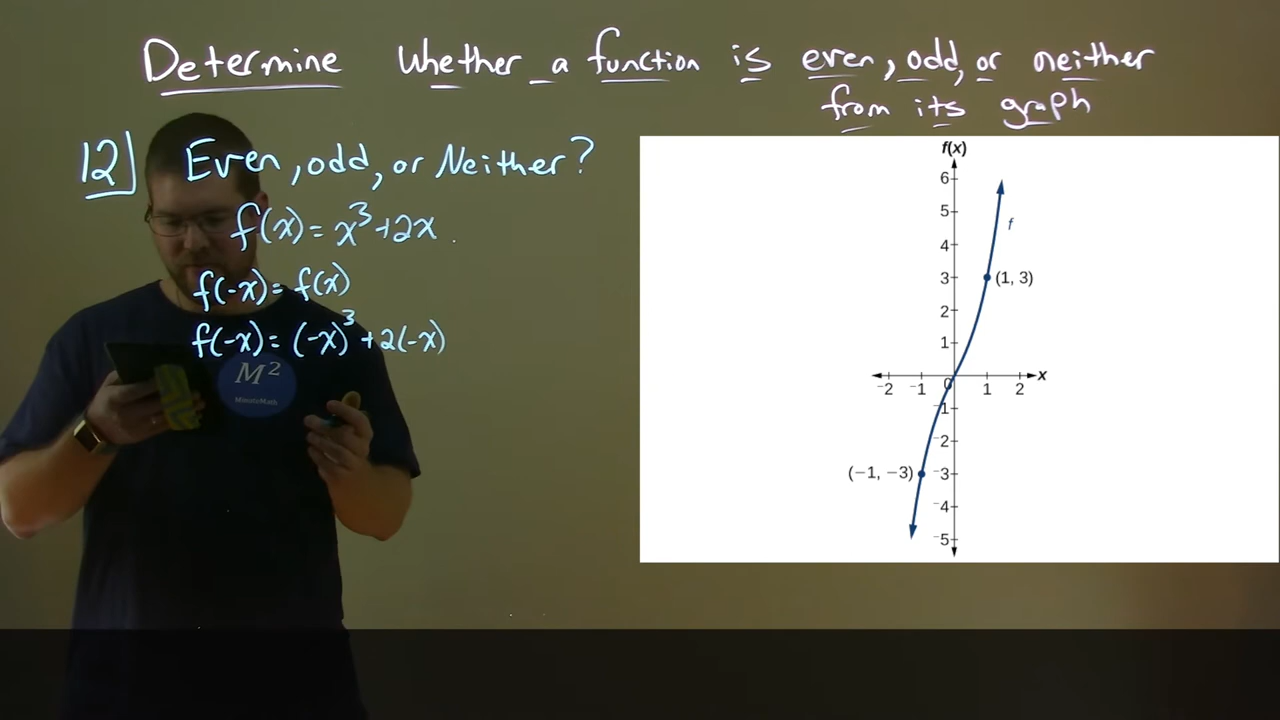 Determine whether a function is even, odd, or neither
from its graph
12] Even, odd, or Neither?
f(x) = x³+2x
f(-x) = f(x)
f(-x) = (-x)³+2(-x)
M²
MinuteMath
f(x)
6
5
f
4
3 (1, 3)
2
1
−2 −1 0 1 2 x
−1
−2
(−1, −3) −3
−4
−5